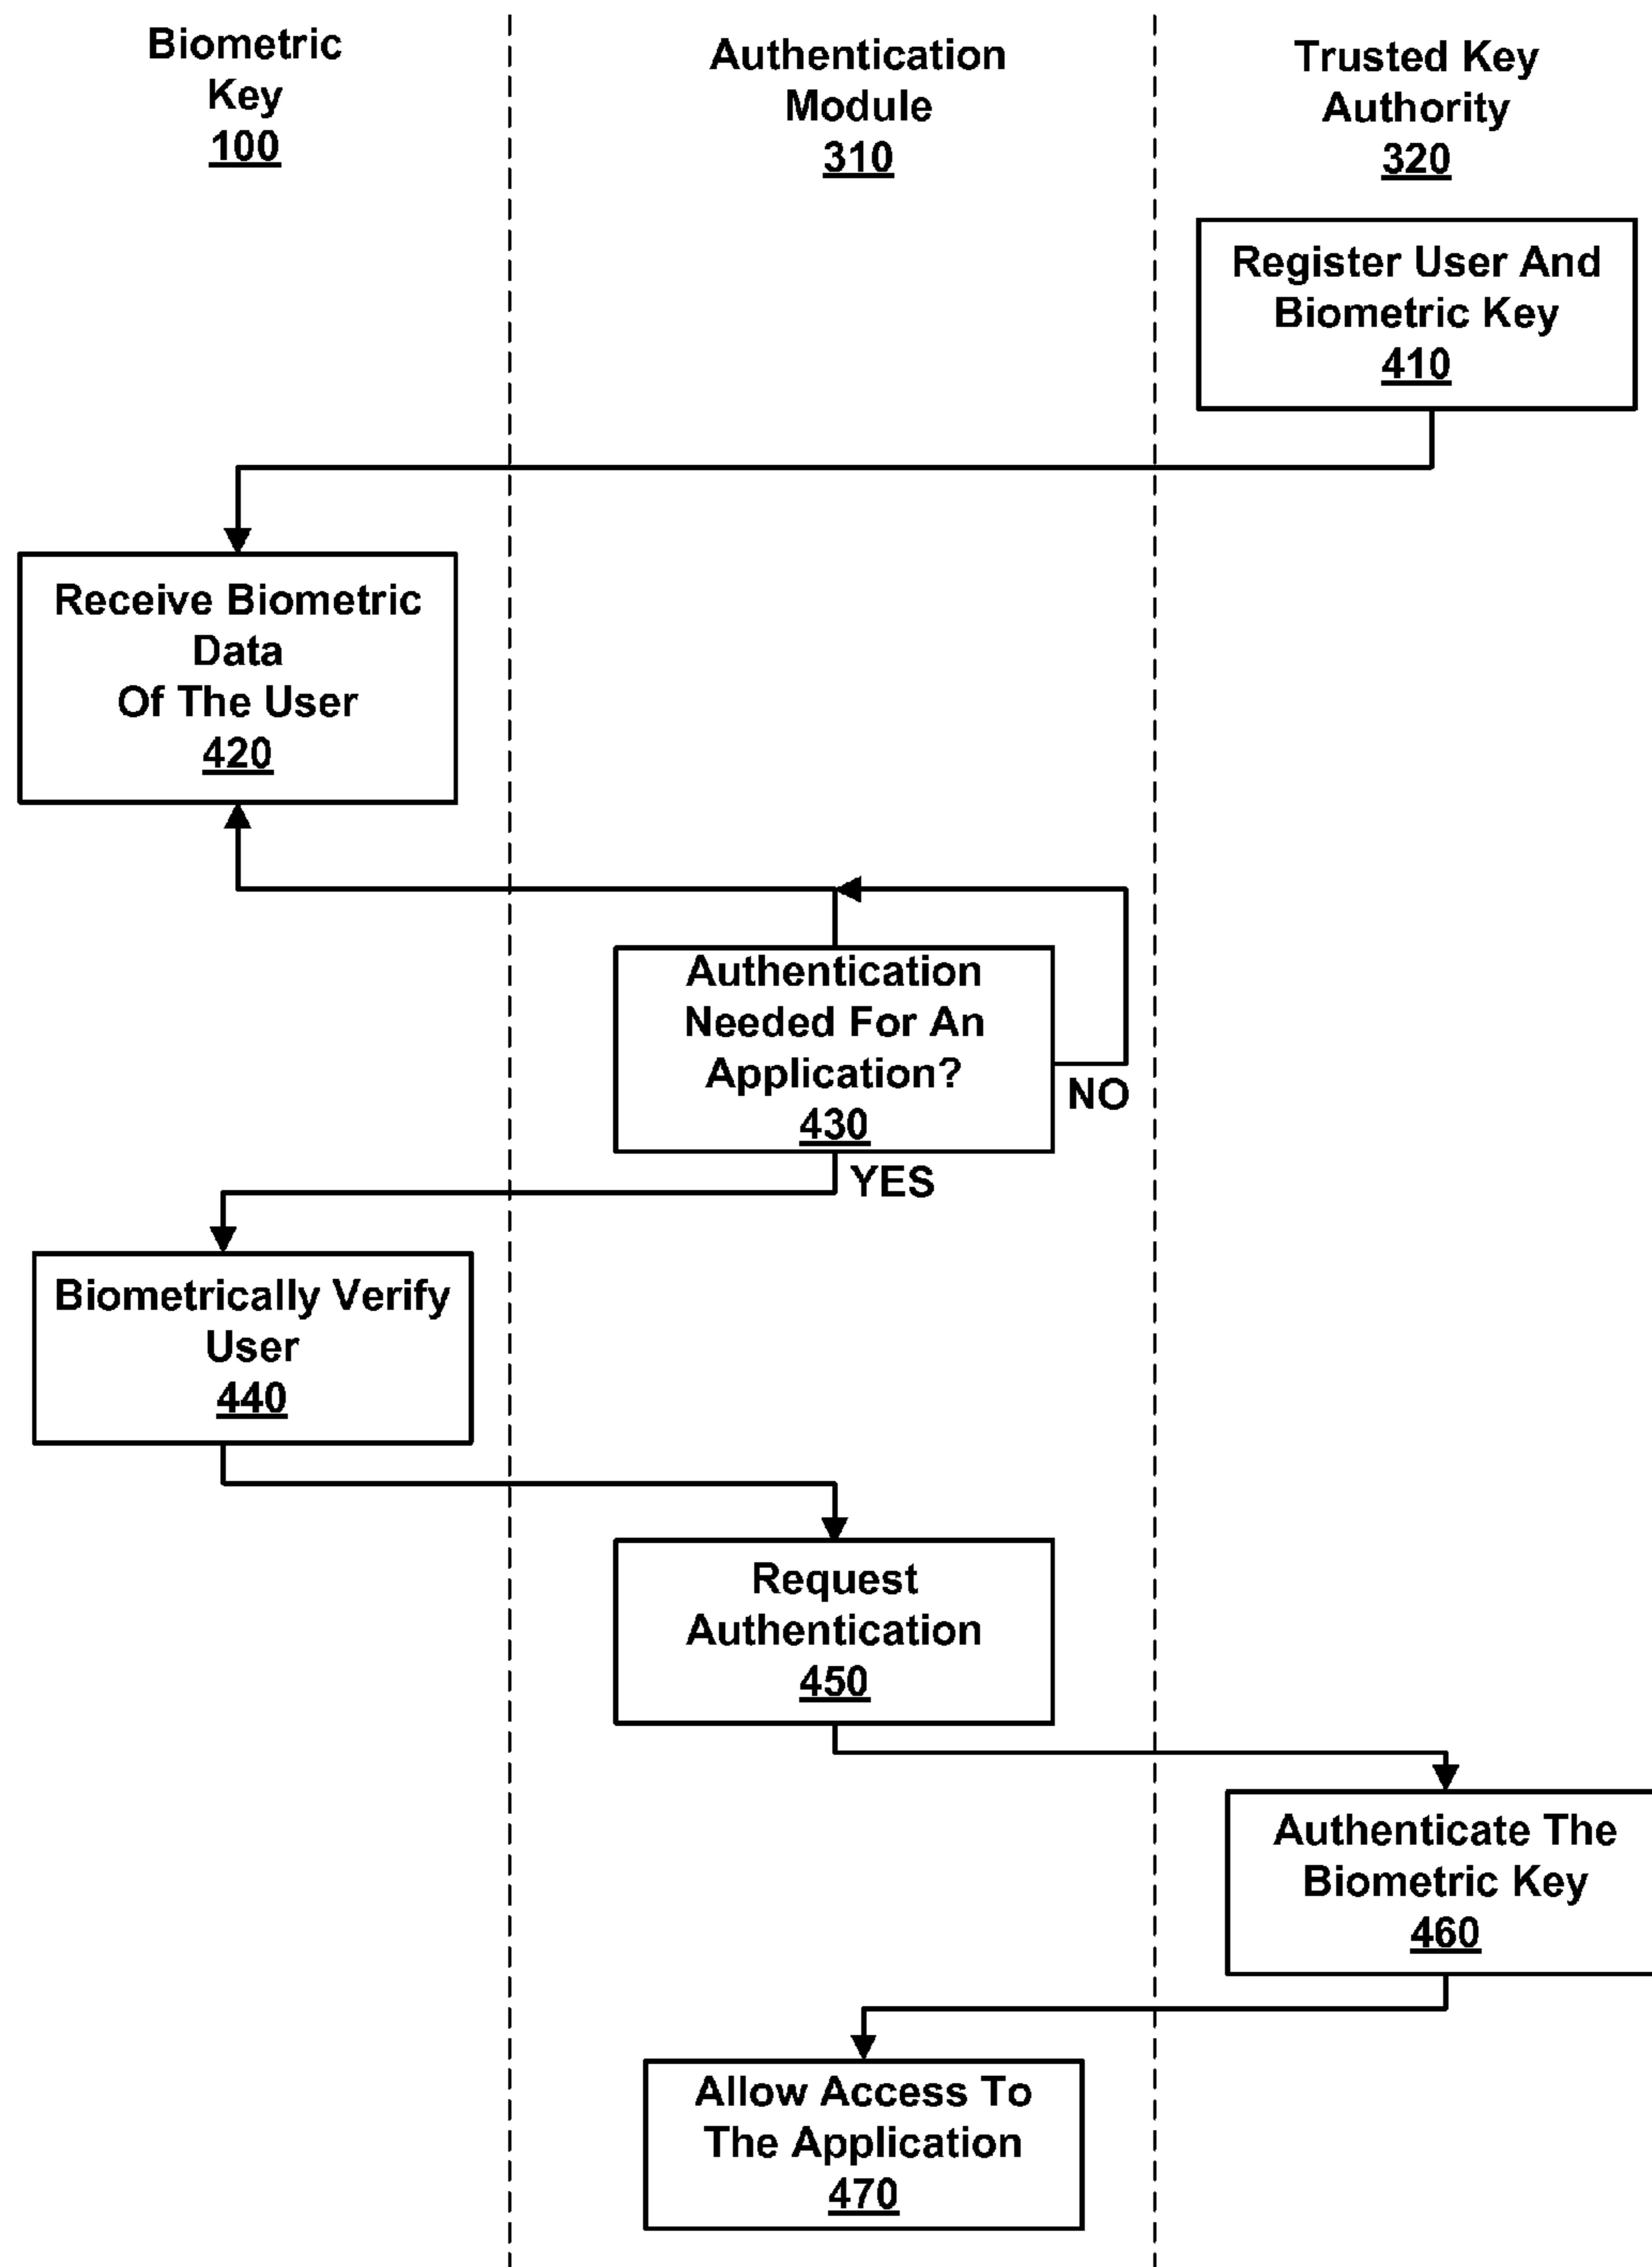 Biometric
Key
100
Authentication
Module
310
Trusted Key
Authority
320
Register User And
Biometric Key
410
Receive Biometric
Data
Of The User
420
Authentication
Needed For An
Application?
430
NO
YES
Biometrically Verify
User
440
Request
Authentication
450
Authenticate The
Biometric Key
460
Allow Access To
The Application
470